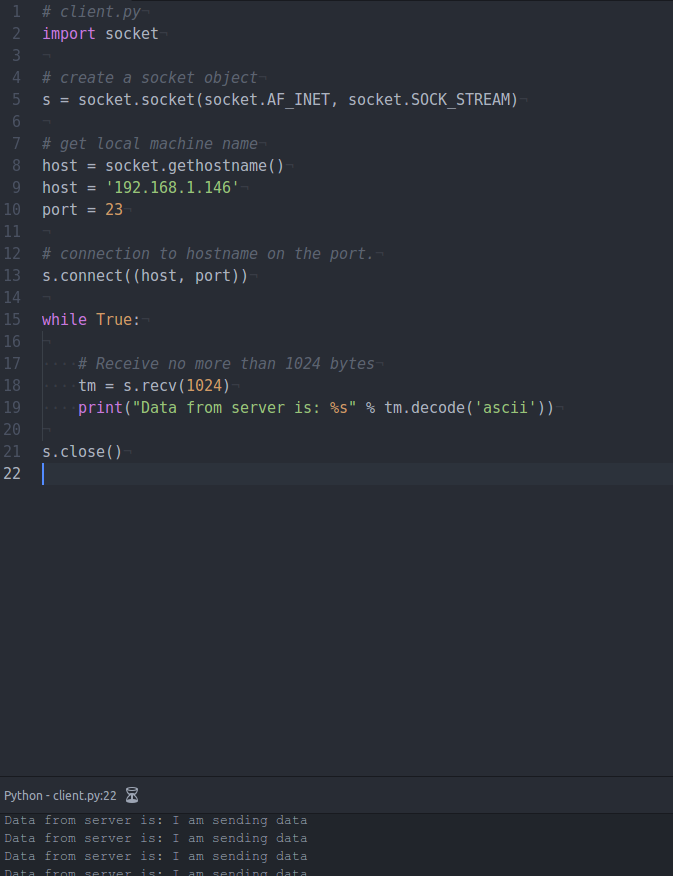 1 # client.py¬
2 import socket¬
3 ¬
4 # create a socket object¬
5 s = socket.socket(socket.AF_INET, socket.SOCK_STREAM)¬
6 ¬
7 # get local machine name¬
8 host = socket.gethostname()¬
9 host = '192.168.1.146'¬
10 port = 23¬
11 ¬
12 # connection to hostname on the port.¬
13 s.connect((host, port))¬
14 ¬
15 while True:¬
16 ¬
17 ····# Receive no more than 1024 bytes¬
18 ····tm = s.recv(1024)¬
19 ····print("Data from server is: %s" % tm.decode('ascii'))¬
20 ¬
21 s.close()¬
22
Python - client.py:22
Data from server is: I am sending data
Data from server is: I am sending data
Data from server is: I am sending data
Data from server is: I am sending data